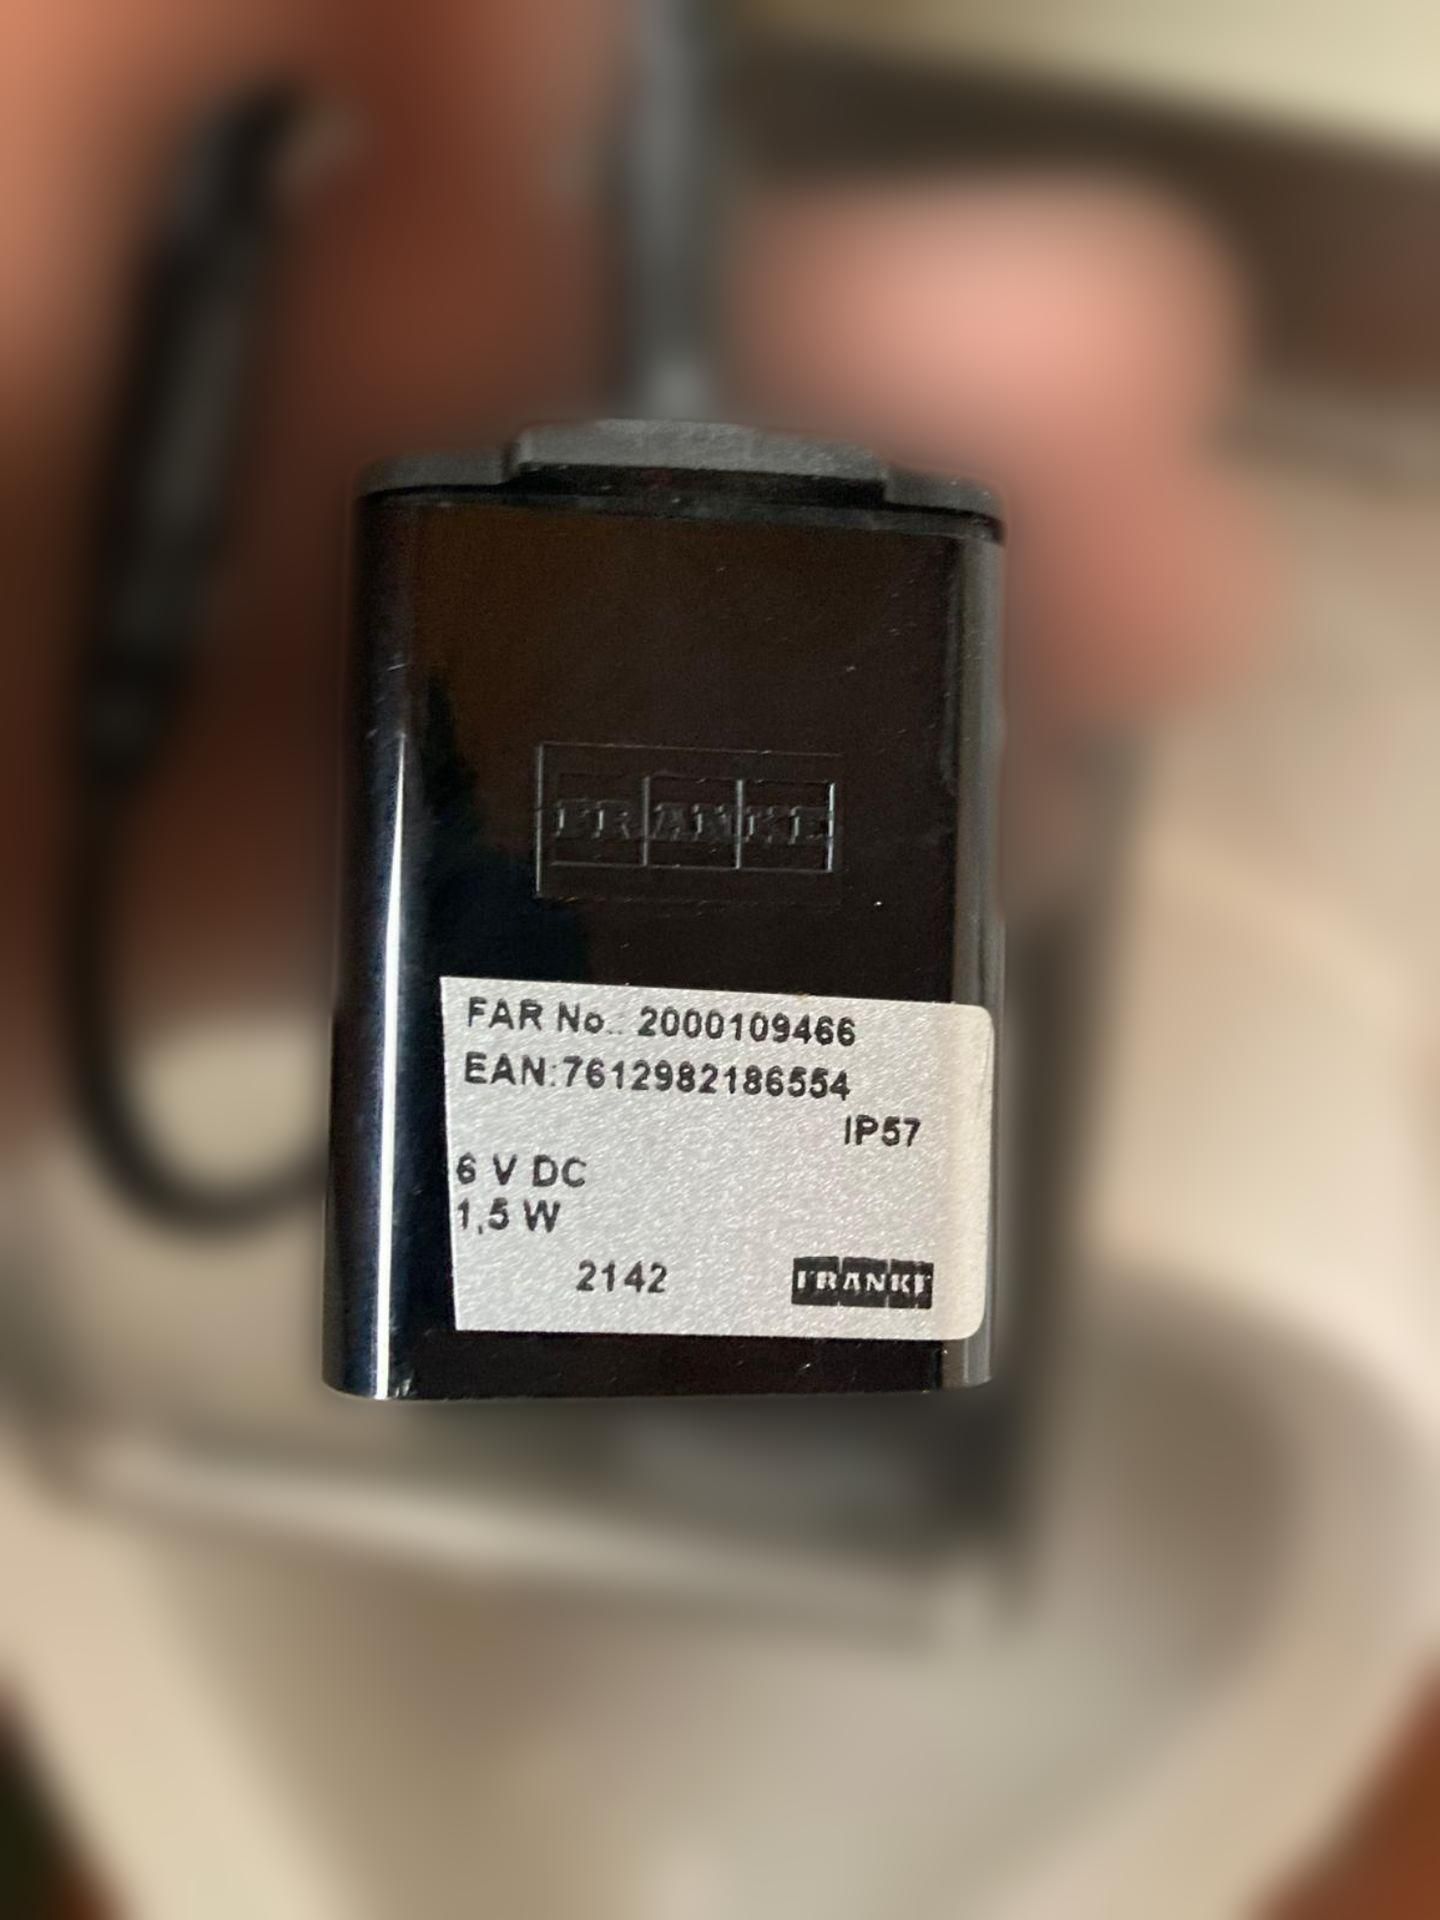 FRANKE
FAR No.: 2000109466
EAN:7612982186554
IP57
6 V DC
1,5 W
2142
FRANKE